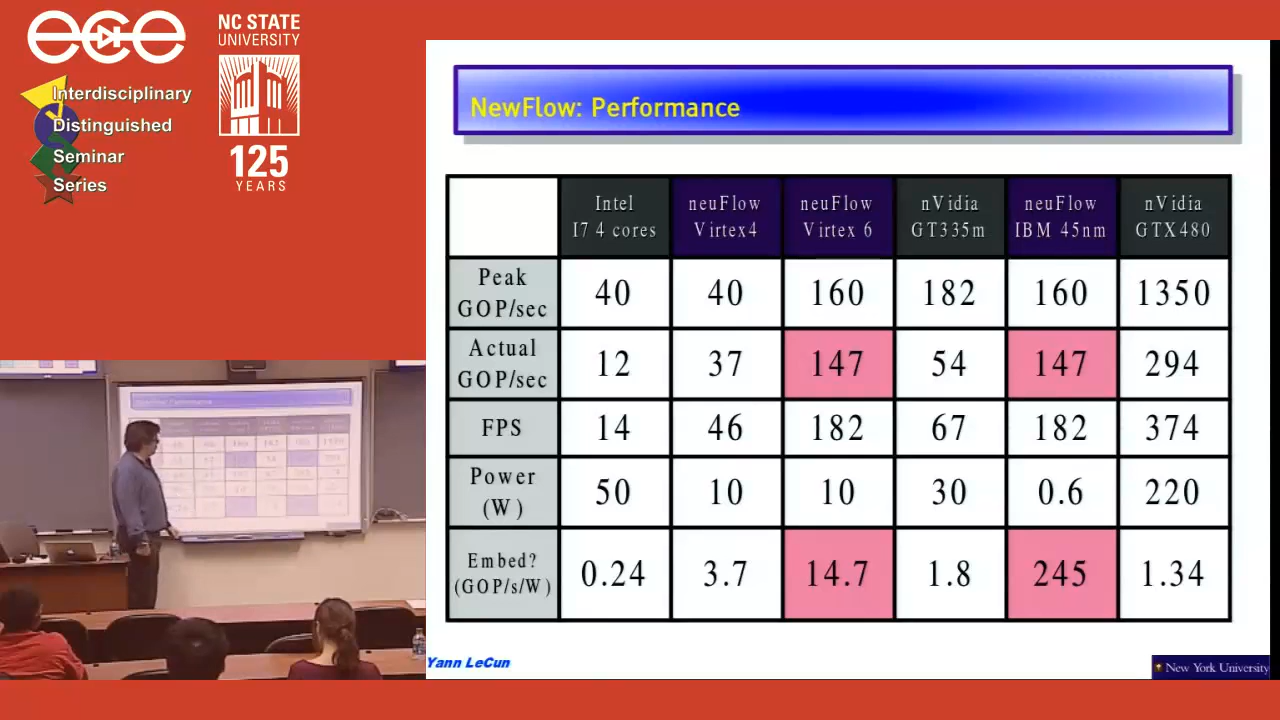 ece
NC STATE
UNIVERSITY
Interdisciplinary
Distinguished
Seminar
Series
125
YEARS
NewFlow: Performance
Intel
I7 4 cores
neuFlow
Virtex4
neuFlow
Virtex 6
nVidia
GT335m
neuFlow
IBM 45nm
nVidia
GTX480
Peak
GOP/sec
40
40
160
182
160
1350
Actual
GOP/sec
12
37
147
54
147
294
FPS
14
46
182
67
182
374
Power
(W)
50
10
10
30
0.6
220
Embed?
(GOP/s/W)
0.24
3.7
14.7
1.8
245
1.34
Yann LeCun
New York University
NewFlow: Performance